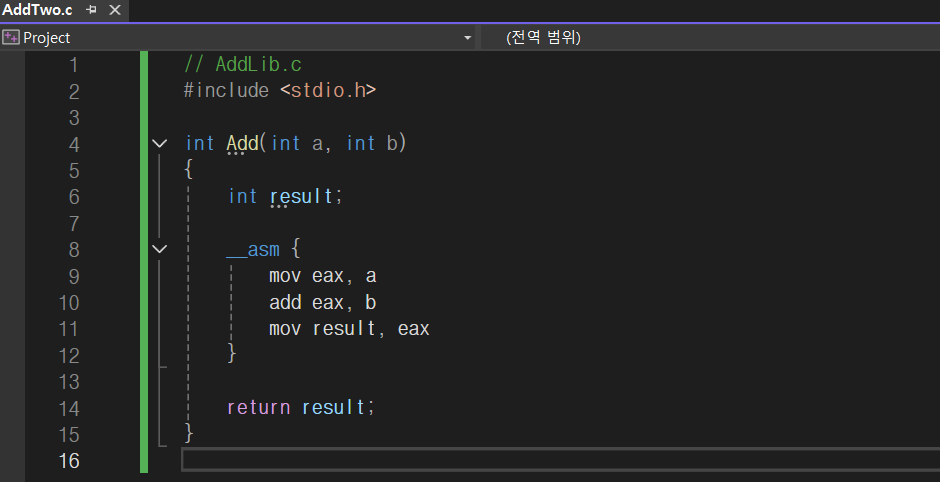 AddTwo.c
Project (전역 범위)
1 // AddLib.c
2 #include <stdio.h>
3
4 int Add(int a, int b)
5 {
6 int result;
7
8 __asm {
9 mov eax, a
10 add eax, b
11 mov result, eax
12 }
13
14 return result;
15 }
16